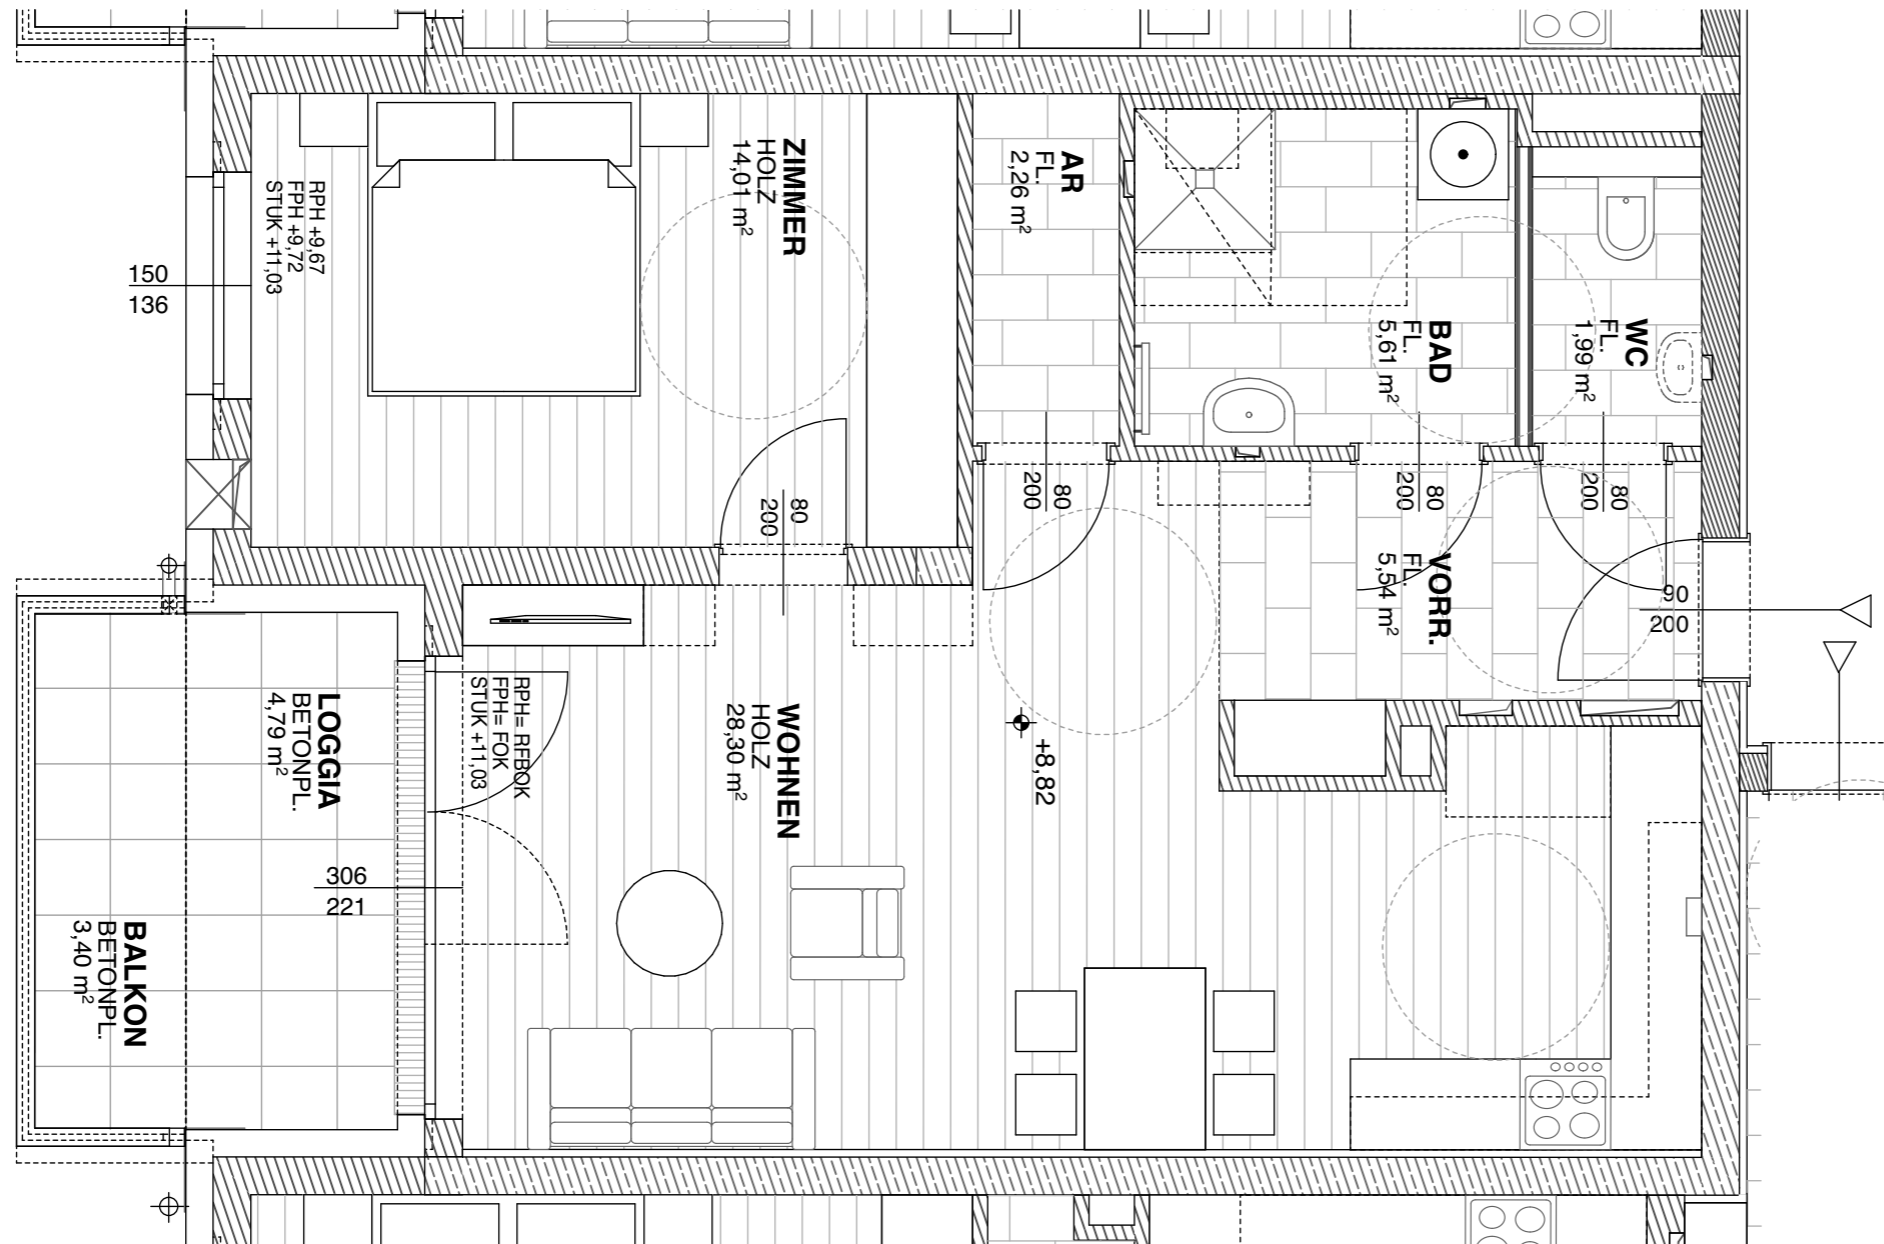 ZIMMER
HOLZ
14,01 m²
RPH +9,67
FPH +9,72
STUK +11,03
150
136
AR
FL.
2,26 m²
BAD
FL.
5,61 m²
WC
FL.
1,99 m²
80
200
80
200
80
200
80
200
VORR.
FL.
5,54 m²
90
200
LOGGIA
BETONPL.
4,79 m²
RPH= RFBOK
FPH= FOK
STUK +11,03
WOHNEN
HOLZ
28,30 m²
+8,82
306
221
BALKON
BETONPL.
3,40 m²